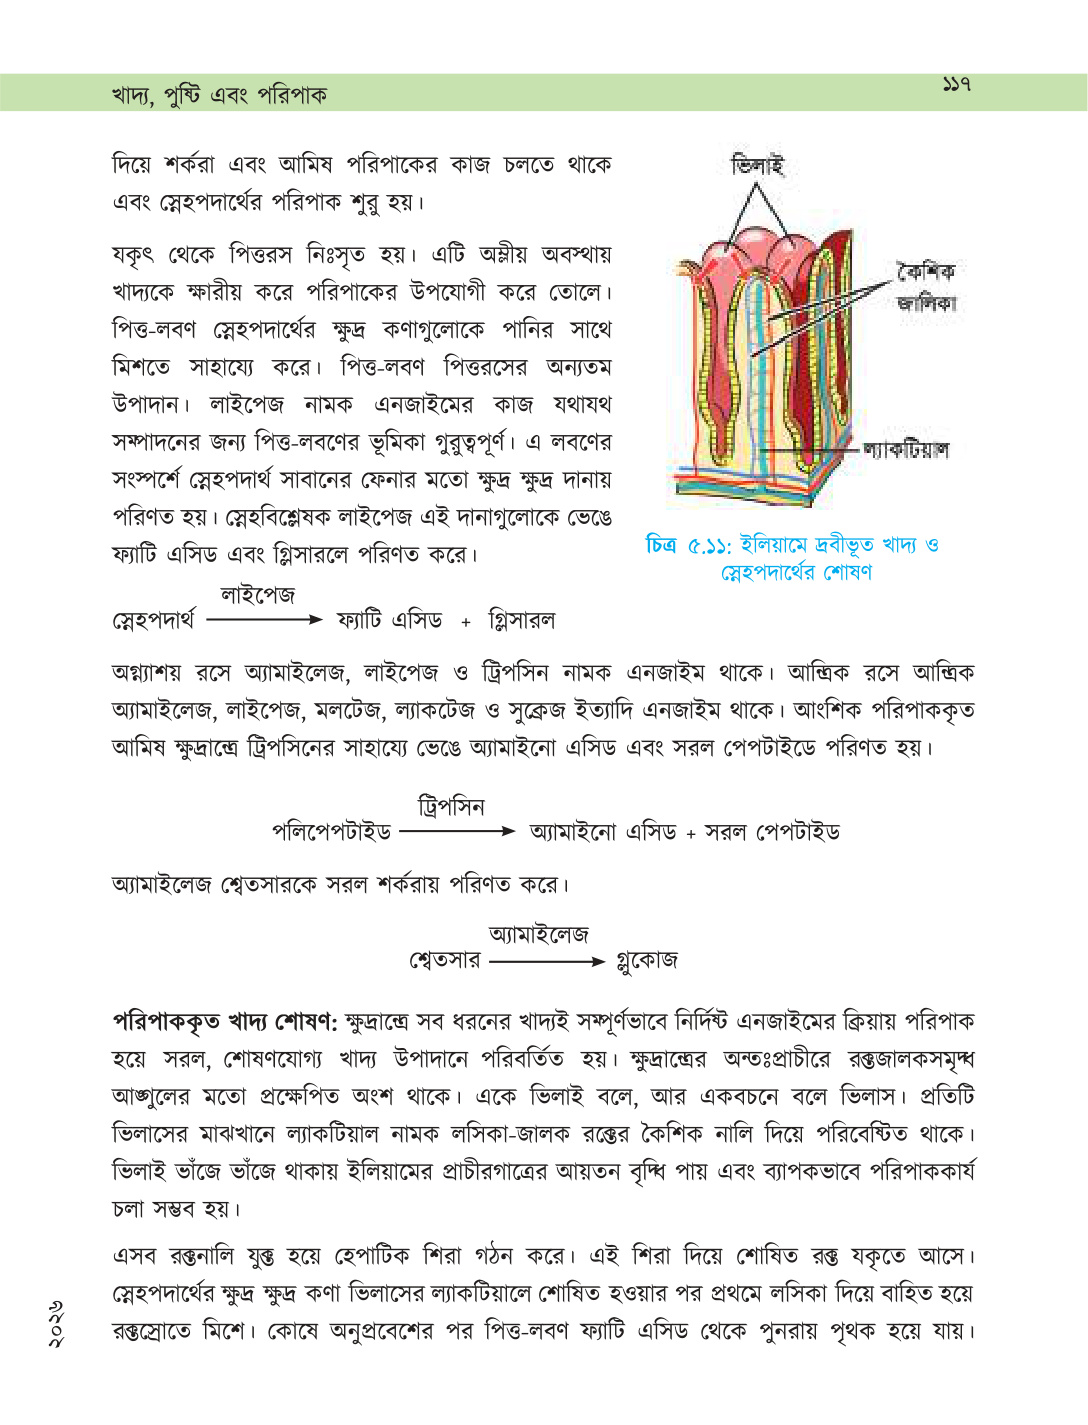 খাদ্য, পুষ্টি এবং পরিপাক
১১৭
দিয়ে শর্করা এবং আমিষ পরিপাকের কাজ চলতে থাকে
এবং স্নেহপদার্থের পরিপাক শুরু হয়।
যকৃৎ থেকে পিত্তরস নিঃসৃত হয়। এটি অম্লীয় অবস্থায়
খাদ্যকে ক্ষারীয় করে পরিপাকের উপযোগী করে তোলে।
পিত্ত-লবণ স্নেহপদার্থের ক্ষুদ্র কণাগুলোকে পানির সাথে
মিশতে সাহায্যে করে। পিত্ত-লবণ পিত্তরসের অন্যতম
উপাদান। লাইপেজ নামক এনজাইমের কাজ যথাযথ
সম্পাদনের জন্য পিত্ত-লবণের ভূমিকা গুরুত্বপূর্ণ। এ লবণের
সংস্পর্শে স্নেহপদার্থ সাবানের ফেনার মতো ক্ষুদ্র ক্ষুদ্র দানায়
পরিণত হয়। স্নেহবিশ্লেষক লাইপেজ এই দানাগুলোকে ভেঙে
ফ্যাটি এসিড এবং গ্লিসারলে পরিণত করে।
ভিলাই
কৈশিক
জালিকা
ল্যাকটিয়াল
চিত্র ৫.১১: ইলিয়ামে দ্রবীভূত খাদ্য ও
স্নেহপদার্থের শোষণ
লাইপেজ
স্নেহপদার্থ ⟶ ফ্যাটি এসিড + গ্লিসারল
অগ্ন্যাশয় রসে অ্যামাইলেজ, লাইপেজ ও ট্রিপসিন নামক এনজাইম থাকে। আন্ত্রিক রসে আন্ত্রিক
অ্যামাইলেজ, লাইপেজ, মলটেজ, ল্যাকটেজ ও সুক্রেজ ইত্যাদি এনজাইম থাকে। আংশিক পরিপাককৃত
আমিষ ক্ষুদ্রান্ত্রে ট্রিপসিনের সাহায্যে ভেঙে অ্যামাইনো এসিড এবং সরল পেপটাইডে পরিণত হয়।
ট্রিপসিন
পলিপেপটাইড ⟶ অ্যামাইনো এসিড + সরল পেপটাইড
অ্যামাইলেজ শ্বেতসারকে সরল শর্করায় পরিণত করে।
অ্যামাইলেজ
শ্বেতসার ⟶ গ্লুকোজ
পরিপাককৃত খাদ্য শোষণ: ক্ষুদ্রান্ত্রে সব ধরনের খাদ্যই সম্পূর্ণভাবে নির্দিষ্ট এনজাইমের ক্রিয়ায় পরিপাক
হয়ে সরল, শোষণযোগ্য খাদ্য উপাদানে পরিবর্তিত হয়। ক্ষুদ্রান্ত্রের অন্তঃপ্রাচীরে রক্তজালকসমৃদ্ধ
আঙ্গুলের মতো প্রক্ষেপিত অংশ থাকে। একে ভিলাই বলে, আর একবচনে বলে ভিলাস। প্রতিটি
ভিলাসের মাঝখানে ল্যাকটিয়াল নামক লসিকা-জালক রক্তের কৈশিক নালি দিয়ে পরিবেষ্টিত থাকে।
ভিলাই ভাঁজে ভাঁজে থাকায় ইলিয়ামের প্রাচীরগাত্রের আয়তন বৃদ্ধি পায় এবং ব্যাপকভাবে পরিপাককার্য
চলা সম্ভব হয়।
এসব রক্তনালি যুক্ত হয়ে হেপাটিক শিরা গঠন করে। এই শিরা দিয়ে শোষিত রক্ত যকৃতে আসে।
স্নেহপদার্থের ক্ষুদ্র ক্ষুদ্র কণা ভিলাসের ল্যাকটিয়ালে শোষিত হওয়ার পর প্রথমে লসিকা দিয়ে বাহিত হয়ে
রক্তস্রোতে মিশে। কোষে অনুপ্রবেশের পর পিত্ত-লবণ ফ্যাটি এসিড থেকে পুনরায় পৃথক হয়ে যায়।
২০২৬